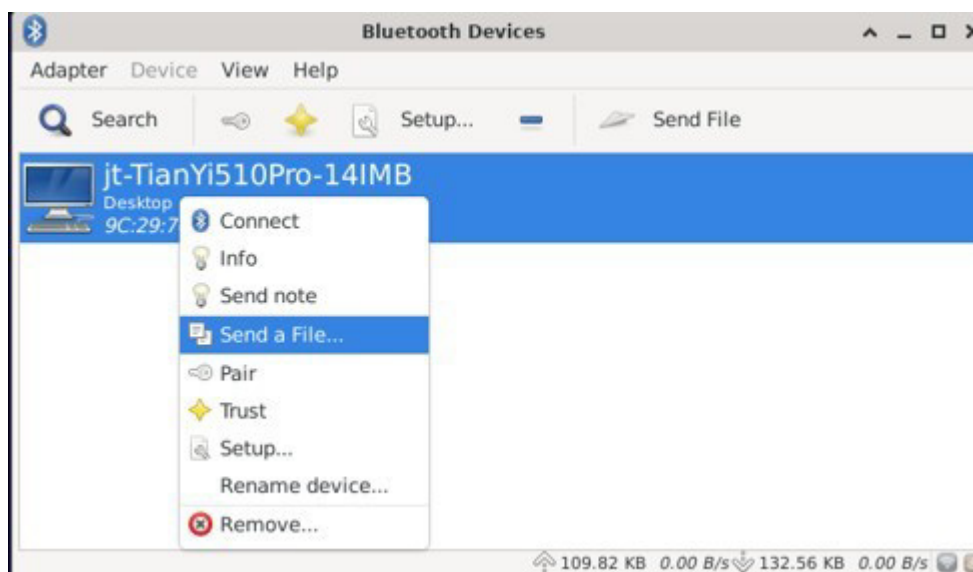 Bluetooth Devices
Adapter Device View Help
Search Setup... Send File
jt-TianYi510Pro-14IMB
Desktop
9C:29:7
Connect
Info
Send note
Send a File...
Pair
Trust
Setup...
Rename device...
Remove...
109.82 KB 0.00 B/s 132.56 KB 0.00 B/s